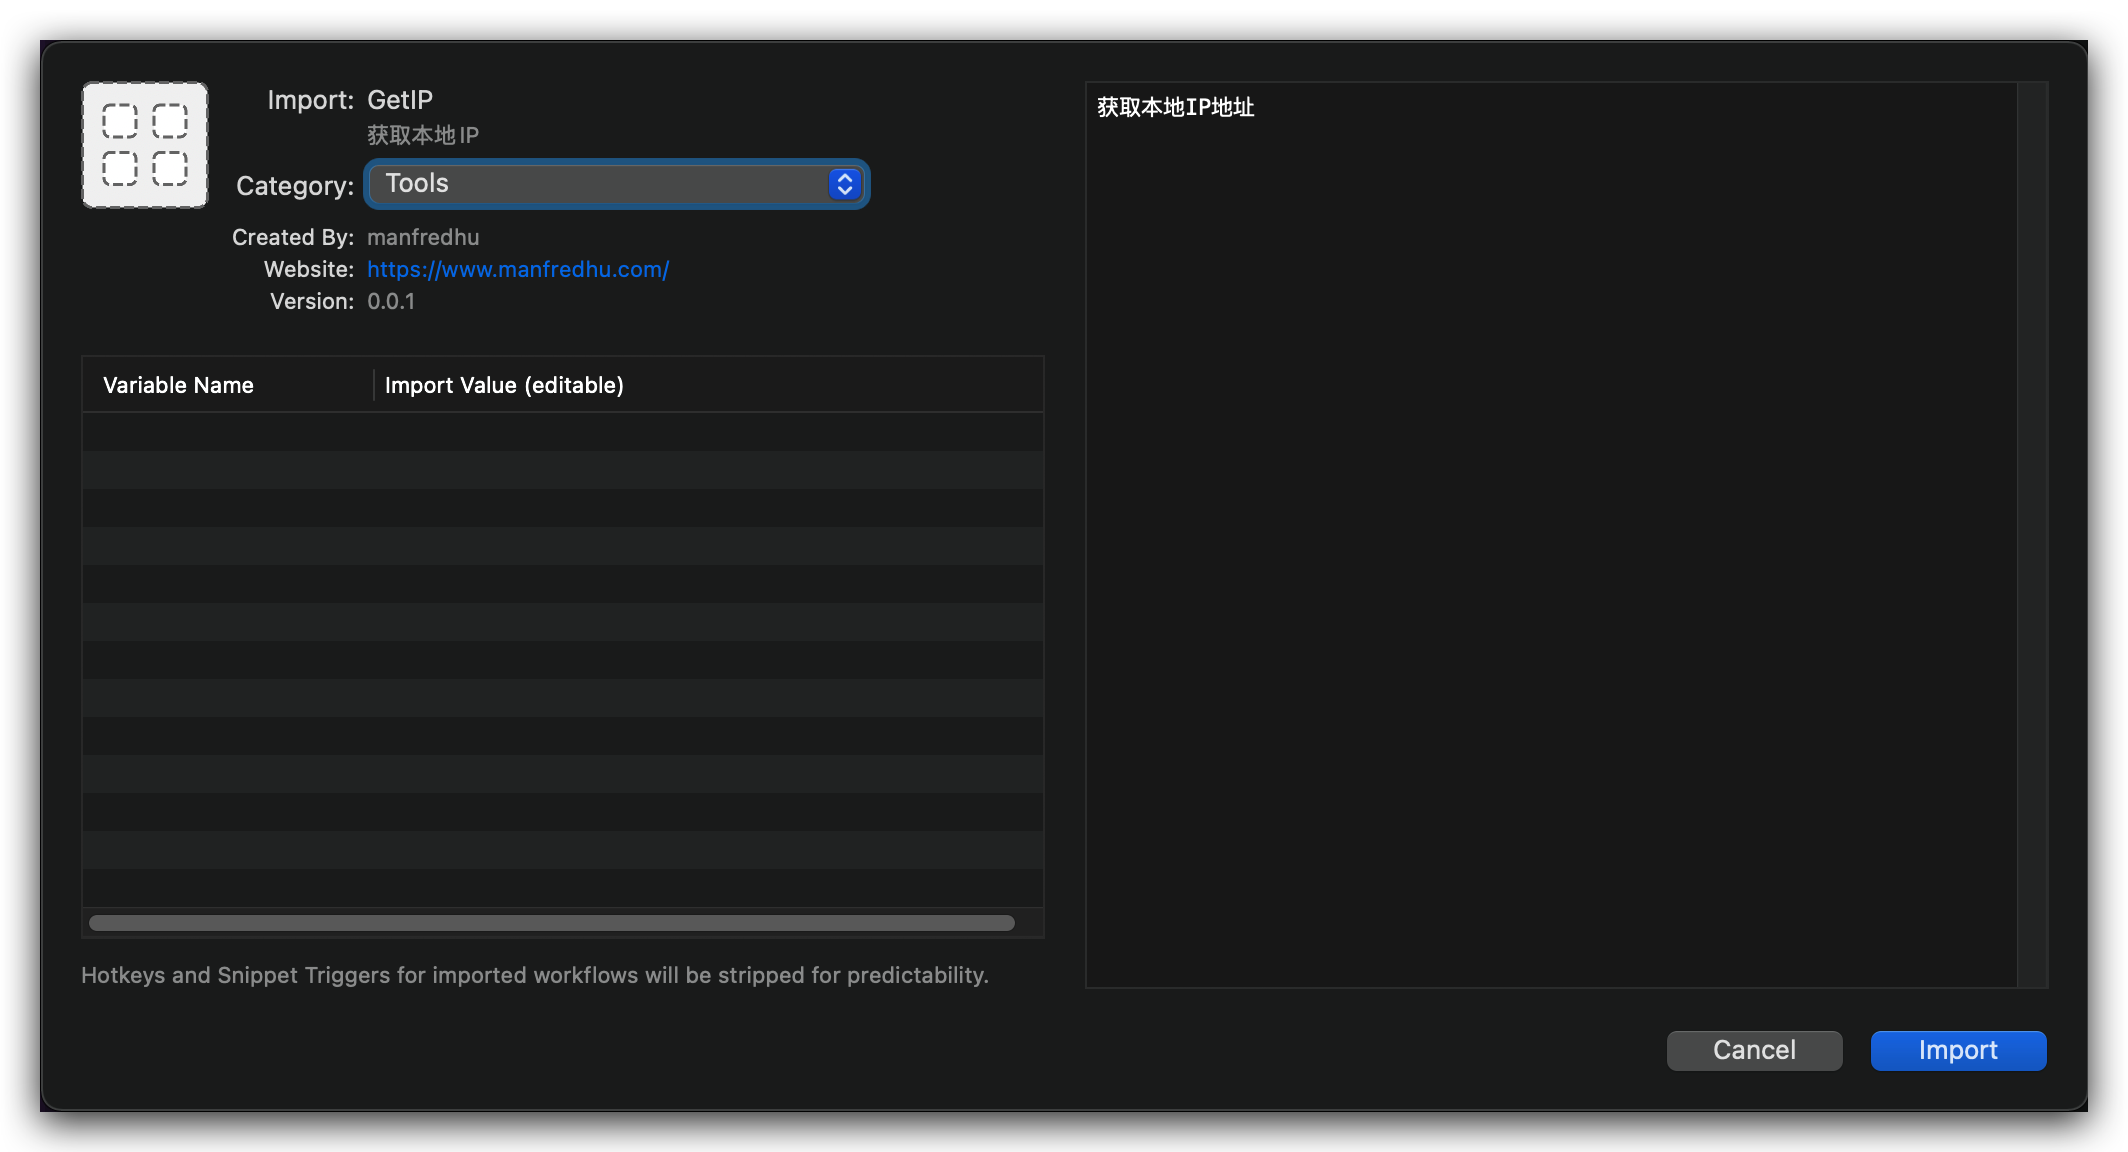 Import: GetIP
获取本地IP
Category: Tools
Created By: manfredhu
Website: https://www.manfredhu.com/
Version: 0.0.1
Variable Name Import Value (editable)
Hotkeys and Snippet Triggers for imported workflows will be stripped for predictability.
获取本地IP地址
Cancel Import